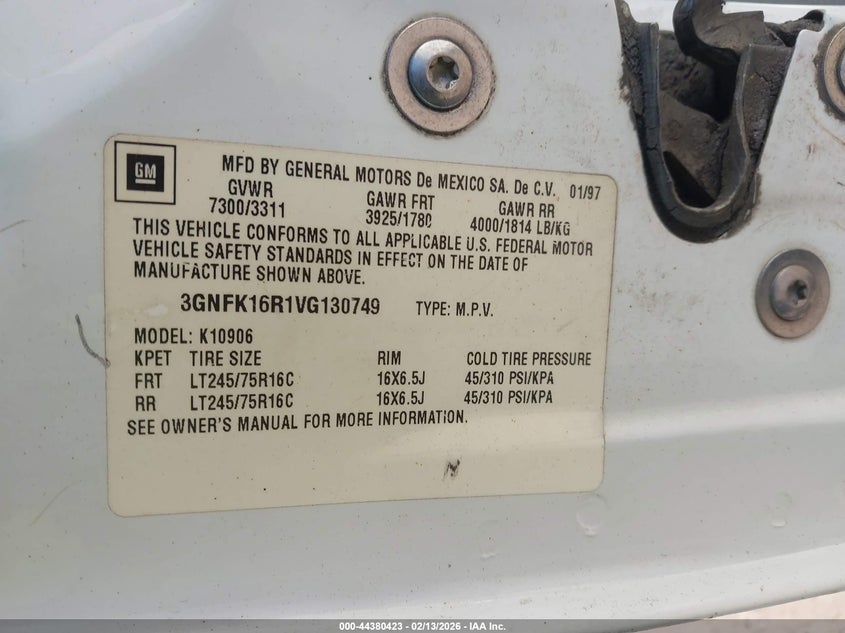 GM
MFD BY GENERAL MOTORS De MEXICO SA. De C.V. 01/97
GVWR GAWR FRT GAWR RR
7300/3311 3925/1780 4000/1814 LB/KG
THIS VEHICLE CONFORMS TO ALL APPLICABLE U.S. FEDERAL MOTOR
VEHICLE SAFETY STANDARDS IN EFFECT ON THE DATE OF
MANUFACTURE SHOWN ABOVE.
3GNFK16R1VG130749 TYPE: M.P.V.
MODEL: K10906
KPET TIRE SIZE RIM COLD TIRE PRESSURE
FRT LT245/75R16C 16X6.5J 45/310 PSI/KPA
RR LT245/75R16C 16X6.5J 45/310 PSI/KPA
SEE OWNER'S MANUAL FOR MORE INFORMATION.
000-44380423 - 02/13/2026 - IAA Inc.